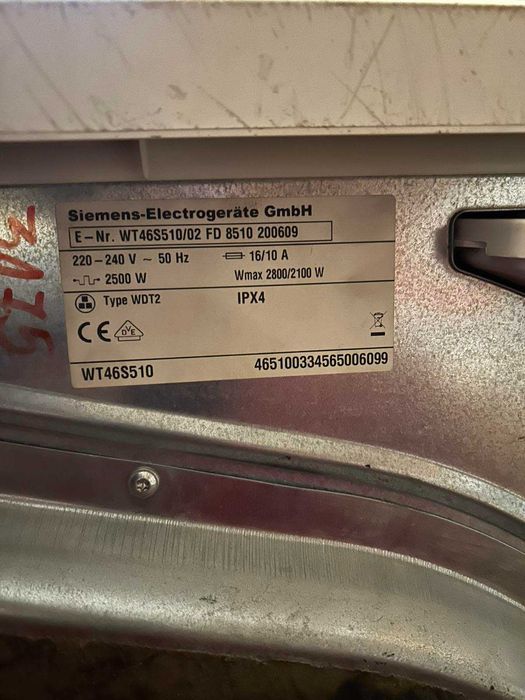 Siemens-Electrogeräte GmbH
E-Nr. WT46S510/02 FD 8510 200609
220-240 V ~ 50 Hz 16/10 A
2500 W Wmax 2800/2100 W
Type WDT2 IPX4
CE DVE
WT46S510 465100334565006099